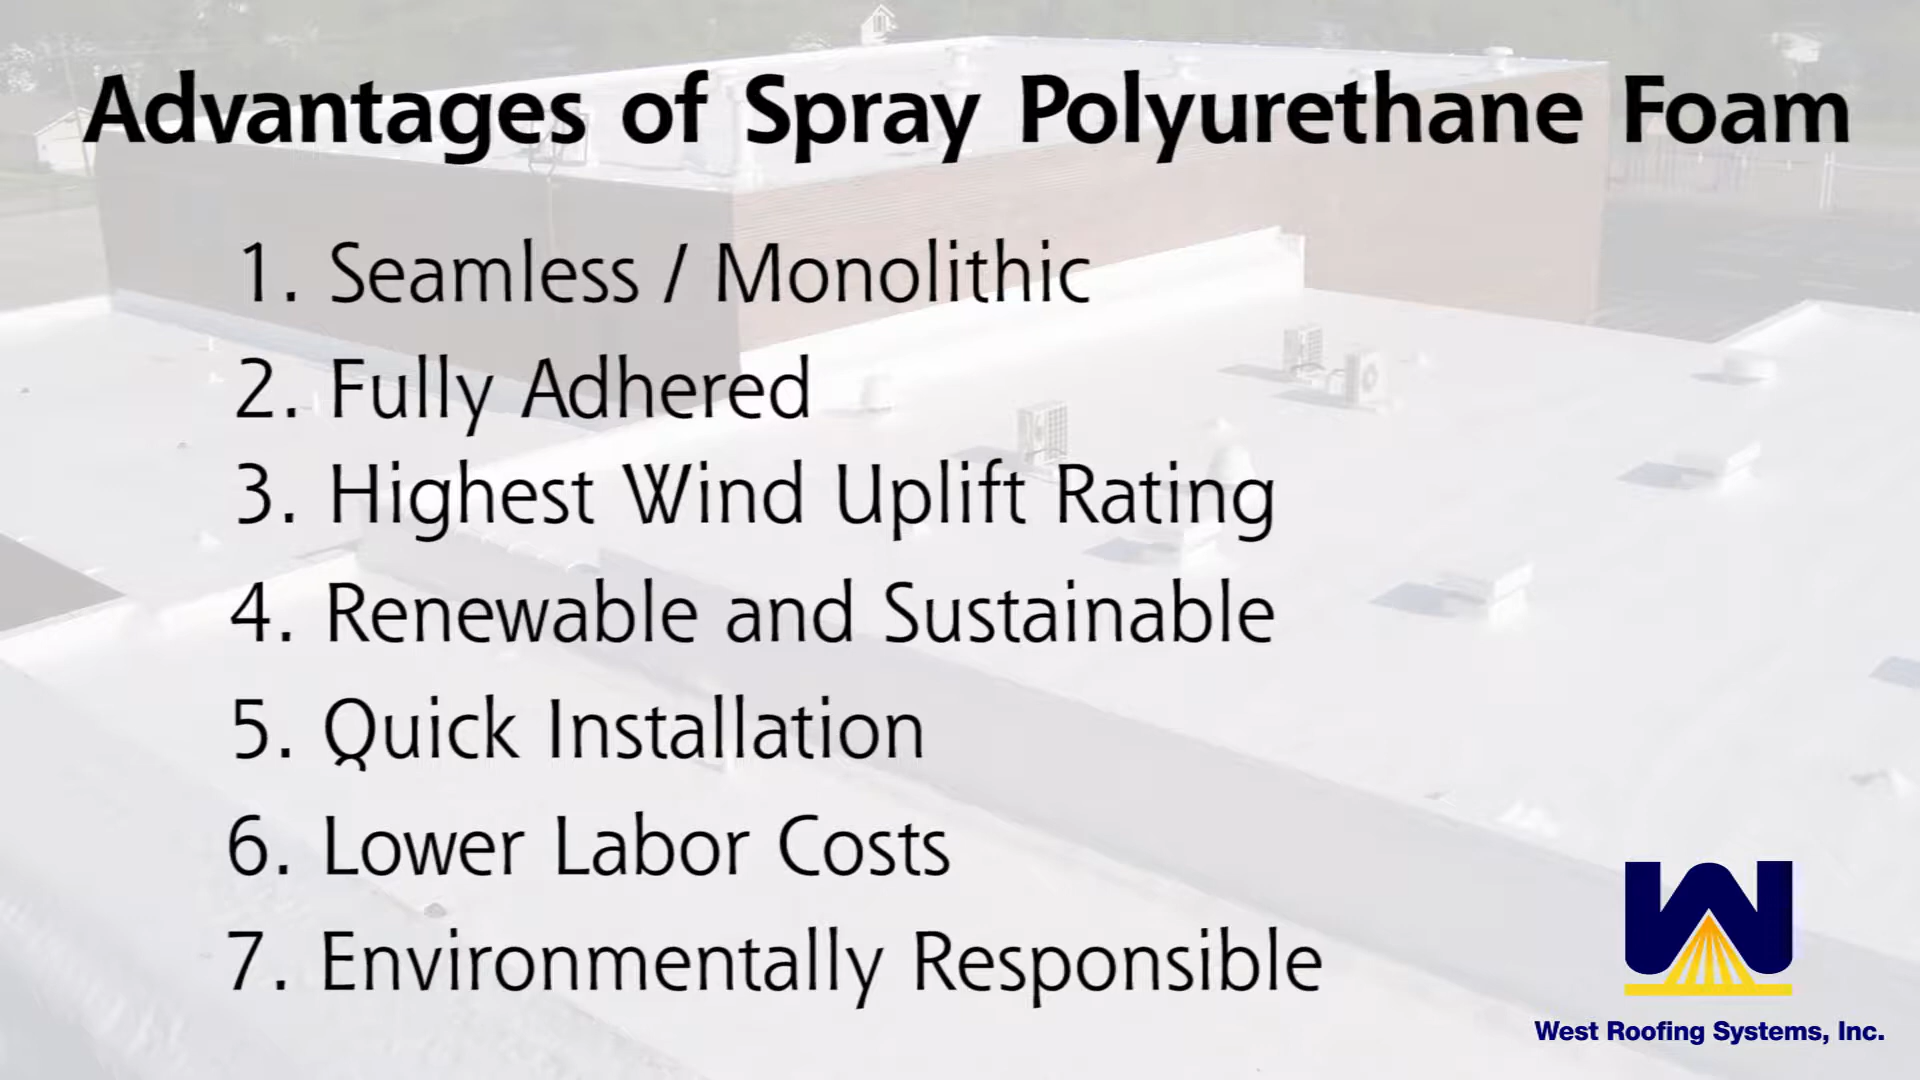 Advantages of Spray Polyurethane Foam
1. Seamless / Monolithic
2. Fully Adhered
3. Highest Wind Uplift Rating
4. Renewable and Sustainable
5. Quick Installation
6. Lower Labor Costs
7. Environmentally Responsible
W
West Roofing Systems, Inc.